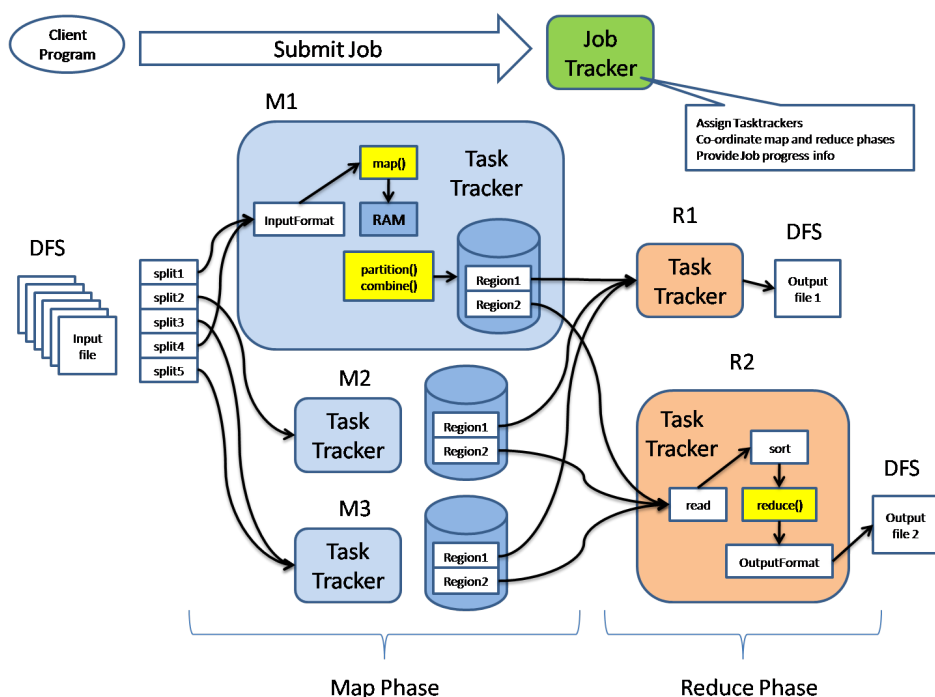 Client
Program
Submit Job
Job
Tracker
Assign Tasktrackers
Co-ordinate map and reduce phases
Provide Job progress info
M1
Task
Tracker
map()
InputFormat
RAM
partition()
combine()
Region1
Region2
DFS
Input
file
split1
split2
split3
split4
split5
M2
Task
Tracker
Region1
Region2
M3
Task
Tracker
Region1
Region2
R1
Task
Tracker
DFS
Output
file 1
R2
Task
Tracker
sort
read
reduce()
OutputFormat
DFS
Output
file 2
Map Phase
Reduce Phase